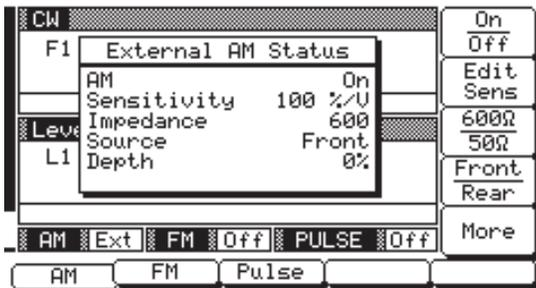 CW
F1
External AM Status
AM On
Sensitivity 100 %/V
Impedance 600
Source Front
Depth 0%
Leve
L1
AM Ext FM Off PULSE Off
AM FM Pulse
On
Off
Edit
Sens
600Ω
50Ω
Front
Rear
More